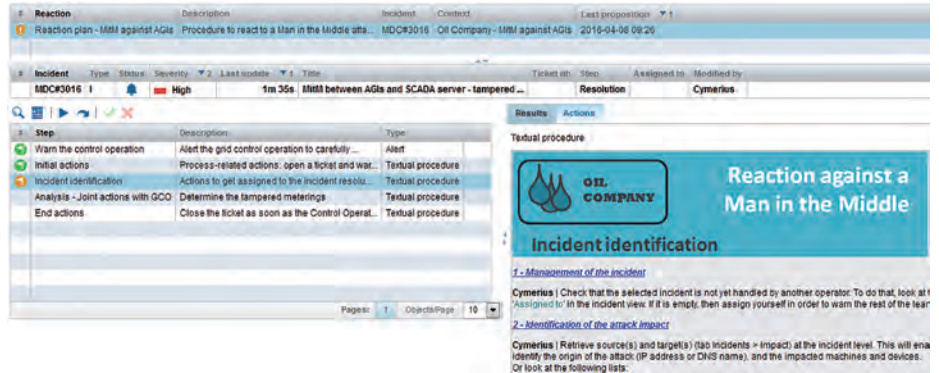 # Reaction Description Incident Context Last proposition 1
Reaction plan - MitM against AGIs Procedure to react to a Man in the Middle atta... MDC#3016 Oil Company - MitM against AGIs 2016-04-08 09:26
# Incident Type Status Severity 2 Last update 1 Title Ticket nb Step Assigned to Modified by
MDC#3016 I High 1m 35s MitM between AGIs and SCADA server - tampered ... Resolution Cymerius
# Step Description Type
Warn the control operation Alert the grid control operation to carefully ... Alert
Initial actions Process-related actions: open a ticket and war... Textual procedure
Incident identification Actions to get assigned to the incident resolu... Textual procedure
Analysis - Joint actions with GCO Determine the tampered meterings Textual procedure
End actions Close the ticket as soon as the Control Operat... Textual procedure
Pages: 1 Objects/Page 10
Results Actions
Textual procedure
OIL
COMPANY
Reaction against a
Man in the Middle
Incident identification
1 - Management of the incident
Cymerius | Check that the selected incident is not yet handled by another operator. To do that, look at
'Assigned to' in the incident view. If it is empty, then assign yourself in order to warn the rest of the
2 - Identification of the attack impact
Cymerius | Retrieve source(s) and target(s) (tab Incidents > Impact) at the incident level. This will
identify the origin of the attack (IP address or DNS name), and the impacted machines and devices.
Or look at the following lists: